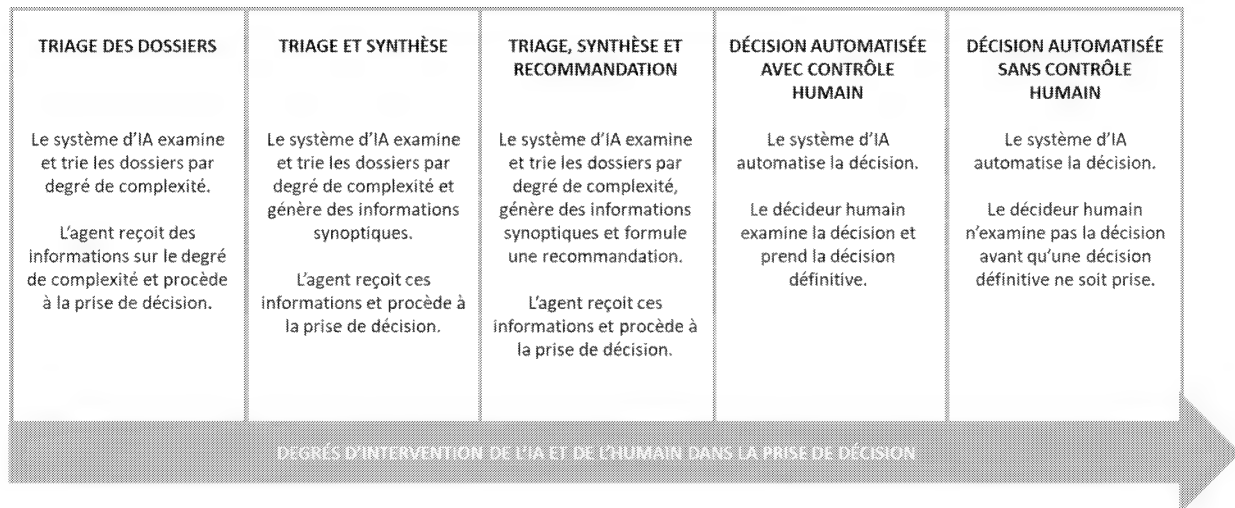 TRIAGE DES DOSSIERS
Le système d'IA examine
et trie les dossiers par
degré de complexité.
L'agent reçoit des
informations sur le degré
de complexité et procède
à la prise de décision.
TRIAGE ET SYNTHÈSE
Le système d'IA examine
et trie les dossiers par
degré de complexité et
génère des informations
synoptiques.
L'agent reçoit ces
informations et procède à
la prise de décision.
TRIAGE, SYNTHÈSE ET
RECOMMANDATION
Le système d'IA examine
et trie les dossiers par
degré de complexité,
génère des informations
synoptiques et formule
une recommandation.
L'agent reçoit ces
informations et procède à
la prise de décision.
DÉCISION AUTOMATISÉE
AVEC CONTRÔLE
HUMAIN
Le système d'IA
automatise la décision.
Le décideur humain
examine la décision et
prend la décision
définitive.
DÉCISION AUTOMATISÉE
SANS CONTRÔLE
HUMAIN
Le système d'IA
automatise la décision.
Le décideur humain
n'examine pas la décision
avant qu'une décision
définitive ne soit prise.
DEGRÉS D'INTERVENTION DE L'IA ET DE L'HUMAIN DANS LA PRISE DE DÉCISION